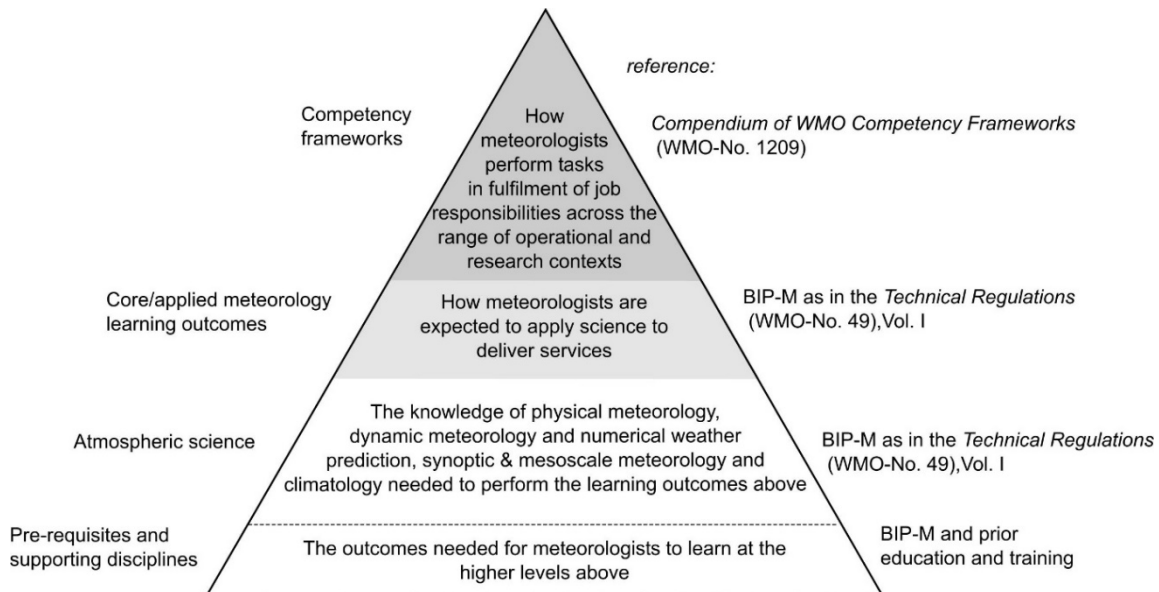 reference:
Competency
frameworks
How
meteorologists
perform tasks
in fulfilment of job
responsibilities across the
range of operational and
research contexts
Compendium of WMO Competency Frameworks
(WMO-No. 1209)
Core/applied meteorology
learning outcomes
How meteorologists are
expected to apply science to
deliver services
BIP-M as in the Technical Regulations
(WMO-No. 49),Vol. I
Atmospheric science
The knowledge of physical meteorology,
dynamic meteorology and numerical weather
prediction, synoptic & mesoscale meteorology and
climatology needed to perform the learning outcomes above
BIP-M as in the Technical Regulations
(WMO-No. 49),Vol. I
Pre-requisites and
supporting disciplines
The outcomes needed for meteorologists to learn at the
higher levels above
BIP-M and prior
education and training